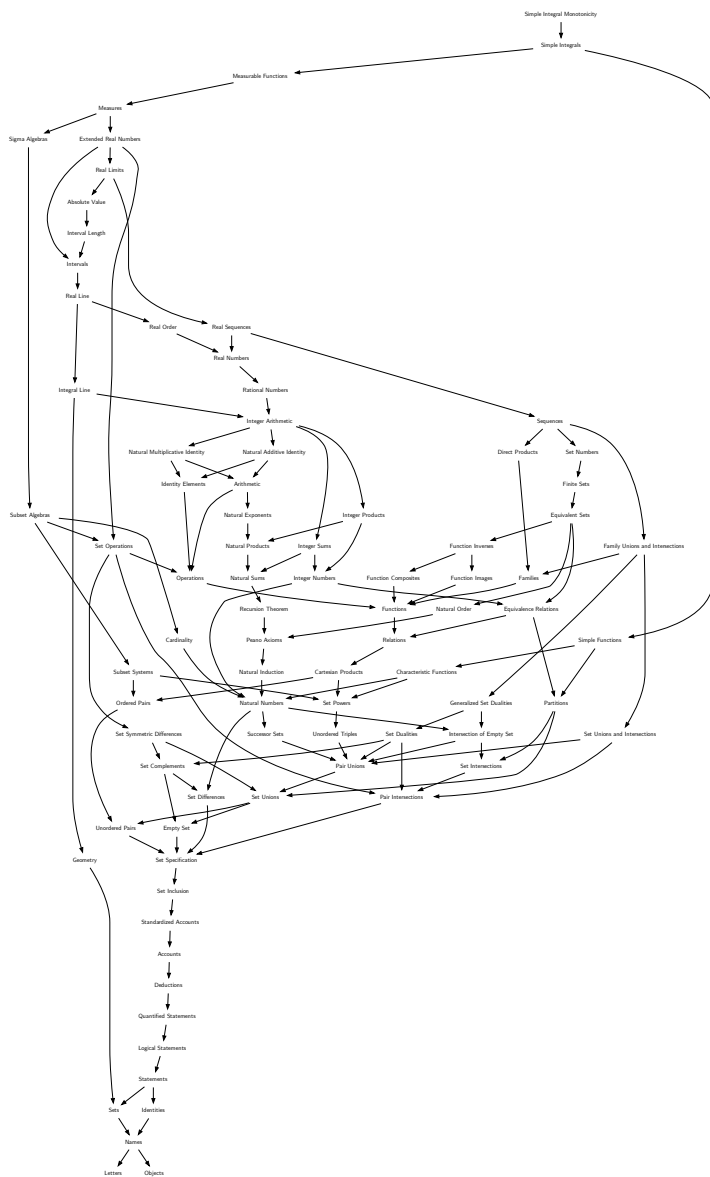 Simple Integral Monotonicity
Simple Integrals
Measurable Functions
Measures
Sigma Algebras
Extended Real Numbers
Real Limits
Absolute Value
Interval Length
Intervals
Real Line
Real Order
Real Sequences
Real Numbers
Integral Line
Rational Numbers
Integer Arithmetic
Sequences
Natural Multiplicative Identity
Natural Additive Identity
Direct Products
Set Numbers
Identity Elements
Arithmetic
Finite Sets
Subset Algebras
Natural Exponents
Integer Products
Equivalent Sets
Set Operations
Natural Products
Integer Sums
Function Inverses
Family Unions and Intersections
Operations
Natural Sums
Integer Numbers
Function Composites
Function Images
Families
Recursion Theorem
Functions
Natural Order
Equivalence Relations
Cardinality
Peano Axioms
Relations
Simple Functions
Subset Systems
Natural Induction
Cartesian Products
Characteristic Functions
Ordered Pairs
Natural Numbers
Set Powers
Generalized Set Dualities
Partitions
Set Symmetric Differences
Successor Sets
Unordered Triples
Set Dualities
Intersection of Empty Set
Set Unions and Intersections
Set Complements
Pair Unions
Set Intersections
Set Differences
Set Unions
Pair Intersections
Unordered Pairs
Empty Set
Geometry
Set Specification
Set Inclusion
Standardized Accounts
Accounts
Deductions
Quantified Statements
Logical Statements
Statements
Sets
Identities
Names
Letters
Objects